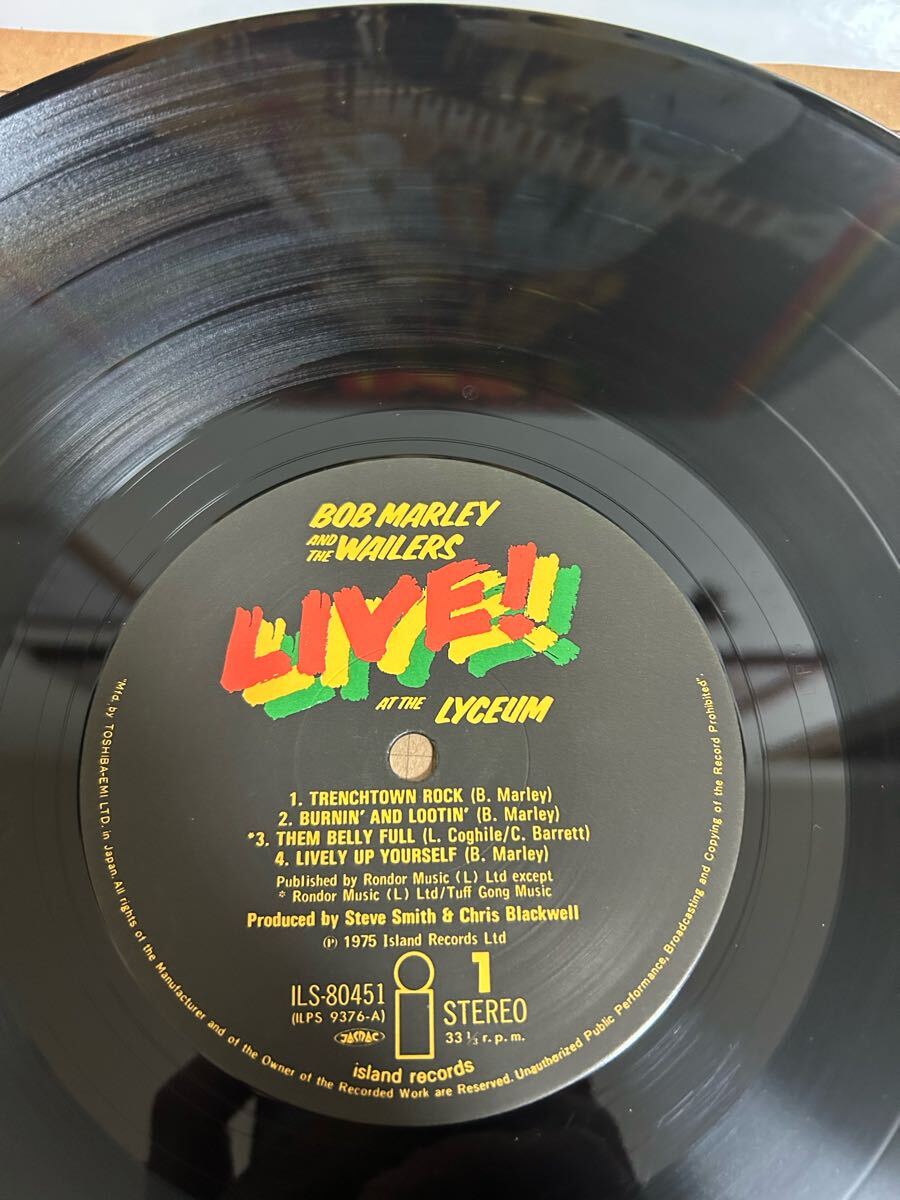 BOB MARLEY
AND THE WAILERS
LIVE!
AT THE LYCEUM
1. TRENCHTOWN ROCK (B. Marley)
2. BURNIN' AND LOOTIN' (B. Marley)
*3. THEM BELLY FULL (L. Coghile/C. Barrett)
4. LIVELY UP YOURSELF (B. Marley)
Published by Rondor Music (L) Ltd except
* Rondor Music (L) Ltd/Tuff Gong Music
Produced by Steve Smith & Chris Blackwell
℗ 1975 Island Records Ltd
ILS-80451
(ILPS 9376-A)
JASRAC
i
1
STEREO
33 ⅓ r.p.m.
island records
"Mfd. by TOSHIBA-EMI LTD. in Japan. All rights of the Manufacturer and of the Owner of the Recorded Work are Reserved. Unauthorized Public Performance, Broadcasting and Copying of the Record Prohibited".